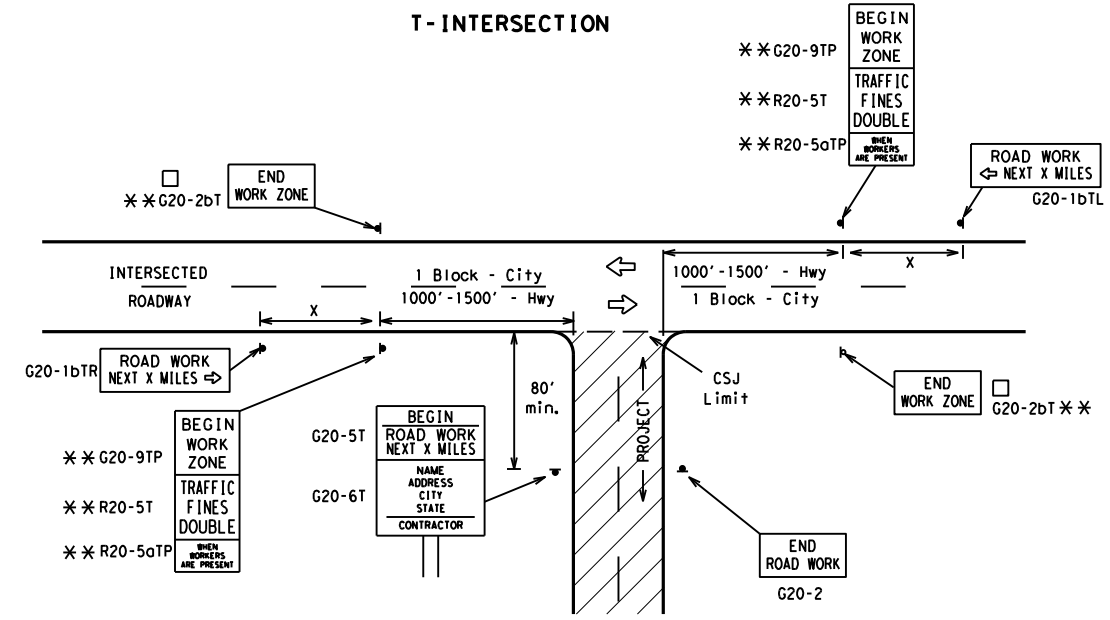 T-INTERSECTION
BEGIN
WORK
ZONE
TRAFFIC
FINES
DOUBLE
WHEN
WORKERS
ARE PRESENT
**G20-9TP
**R20-5T
**R20-5aTP
ROAD WORK
⇦ NEXT X MILES
G20-1bTL
END
WORK ZONE
□
**G20-2bT
INTERSECTED
ROADWAY
1 Block - City
1000'-1500' - Hwy
1000'-1500' - Hwy
1 Block - City
X
X
G20-1bTR
ROAD WORK
NEXT X MILES ⇨
80'
min.
PROJECT
CSJ
Limit
END
WORK ZONE
□
G20-2bT**
BEGIN
WORK
ZONE
TRAFFIC
FINES
DOUBLE
WHEN
WORKERS
ARE PRESENT
**G20-9TP
**R20-5T
**R20-5aTP
G20-5T
BEGIN
ROAD WORK
NEXT X MILES
G20-6T
NAME
ADDRESS
CITY
STATE
CONTRACTOR
END
ROAD WORK
G20-2